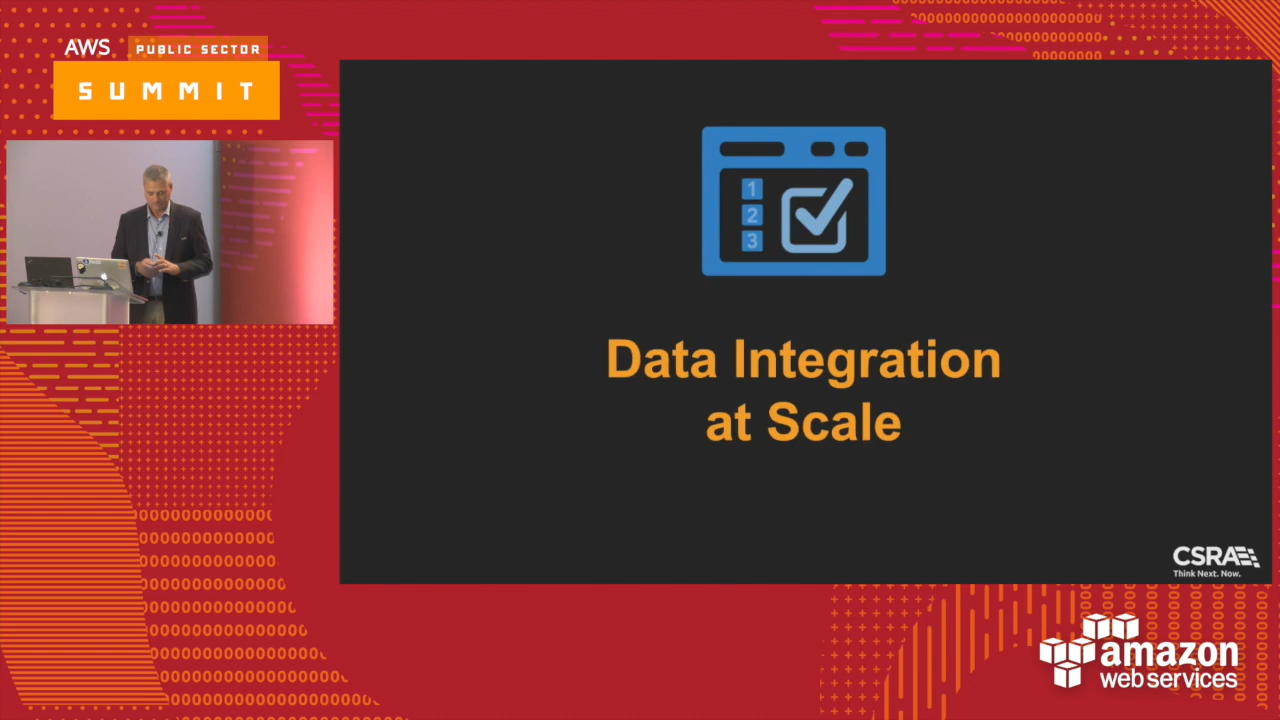 AWS PUBLIC SECTOR
SUMMIT
1
2
3
Data Integration
at Scale
CSRA
Think Next. Now.
amazon
web services